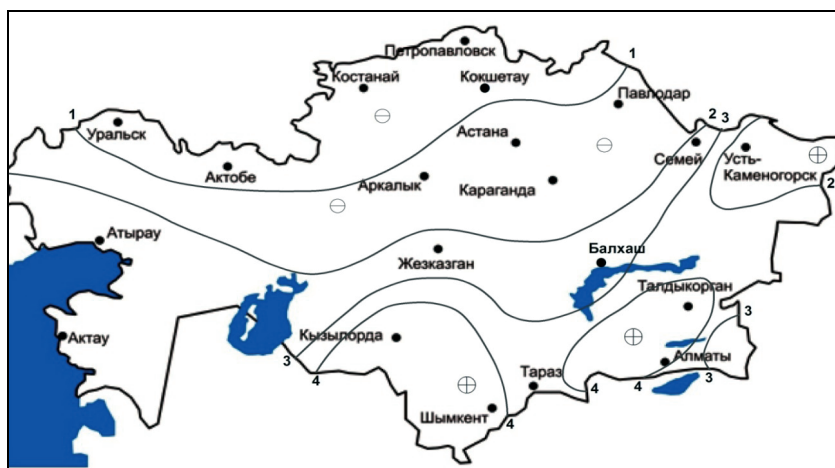 Петропавловск
Костанай
Кокшетау
1
Павлодар
1
Уральск
2
3
Астана
Семей
Усть-
Каменогорск
Актобе
Аркалык
Караганда
2
Атырау
Жезказган
Балхаш
Талдыкорган
3
Актау
Кызылорда
3
4
Тараз
Алматы
4
4
3
Шымкент
4